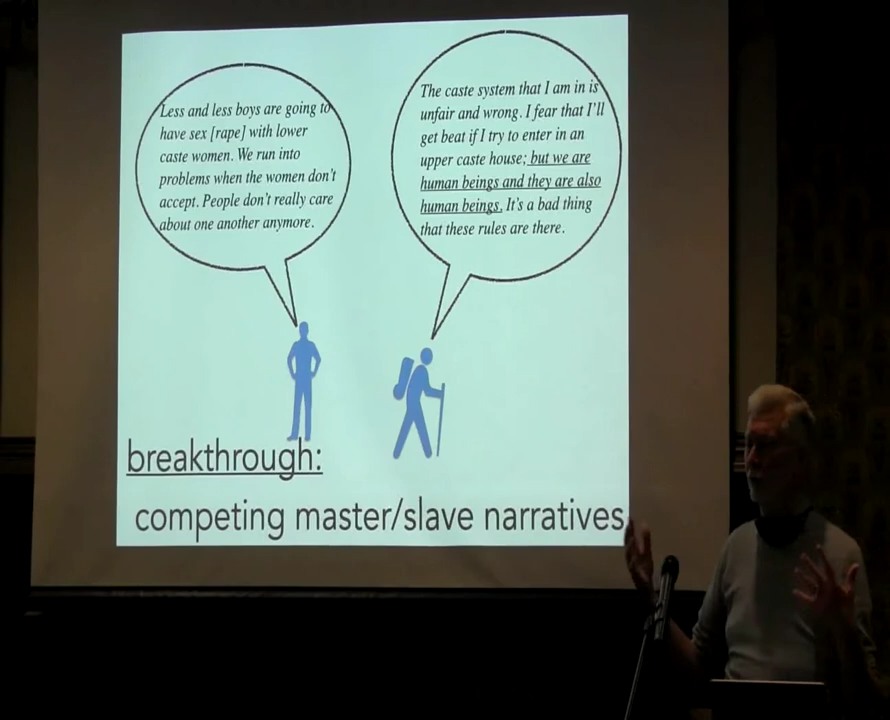 Less and less boys are going to
have sex [rape] with lower
caste women. We run into
problems when the women don't
accept. People don't really care
about one another anymore.
The caste system that I am in is
unfair and wrong. I fear that I'll
get beat if I try to enter in an
upper caste house; but we are
human beings and they are also
human beings. It's a bad thing
that these rules are there.
breakthrough:
competing master/slave narratives